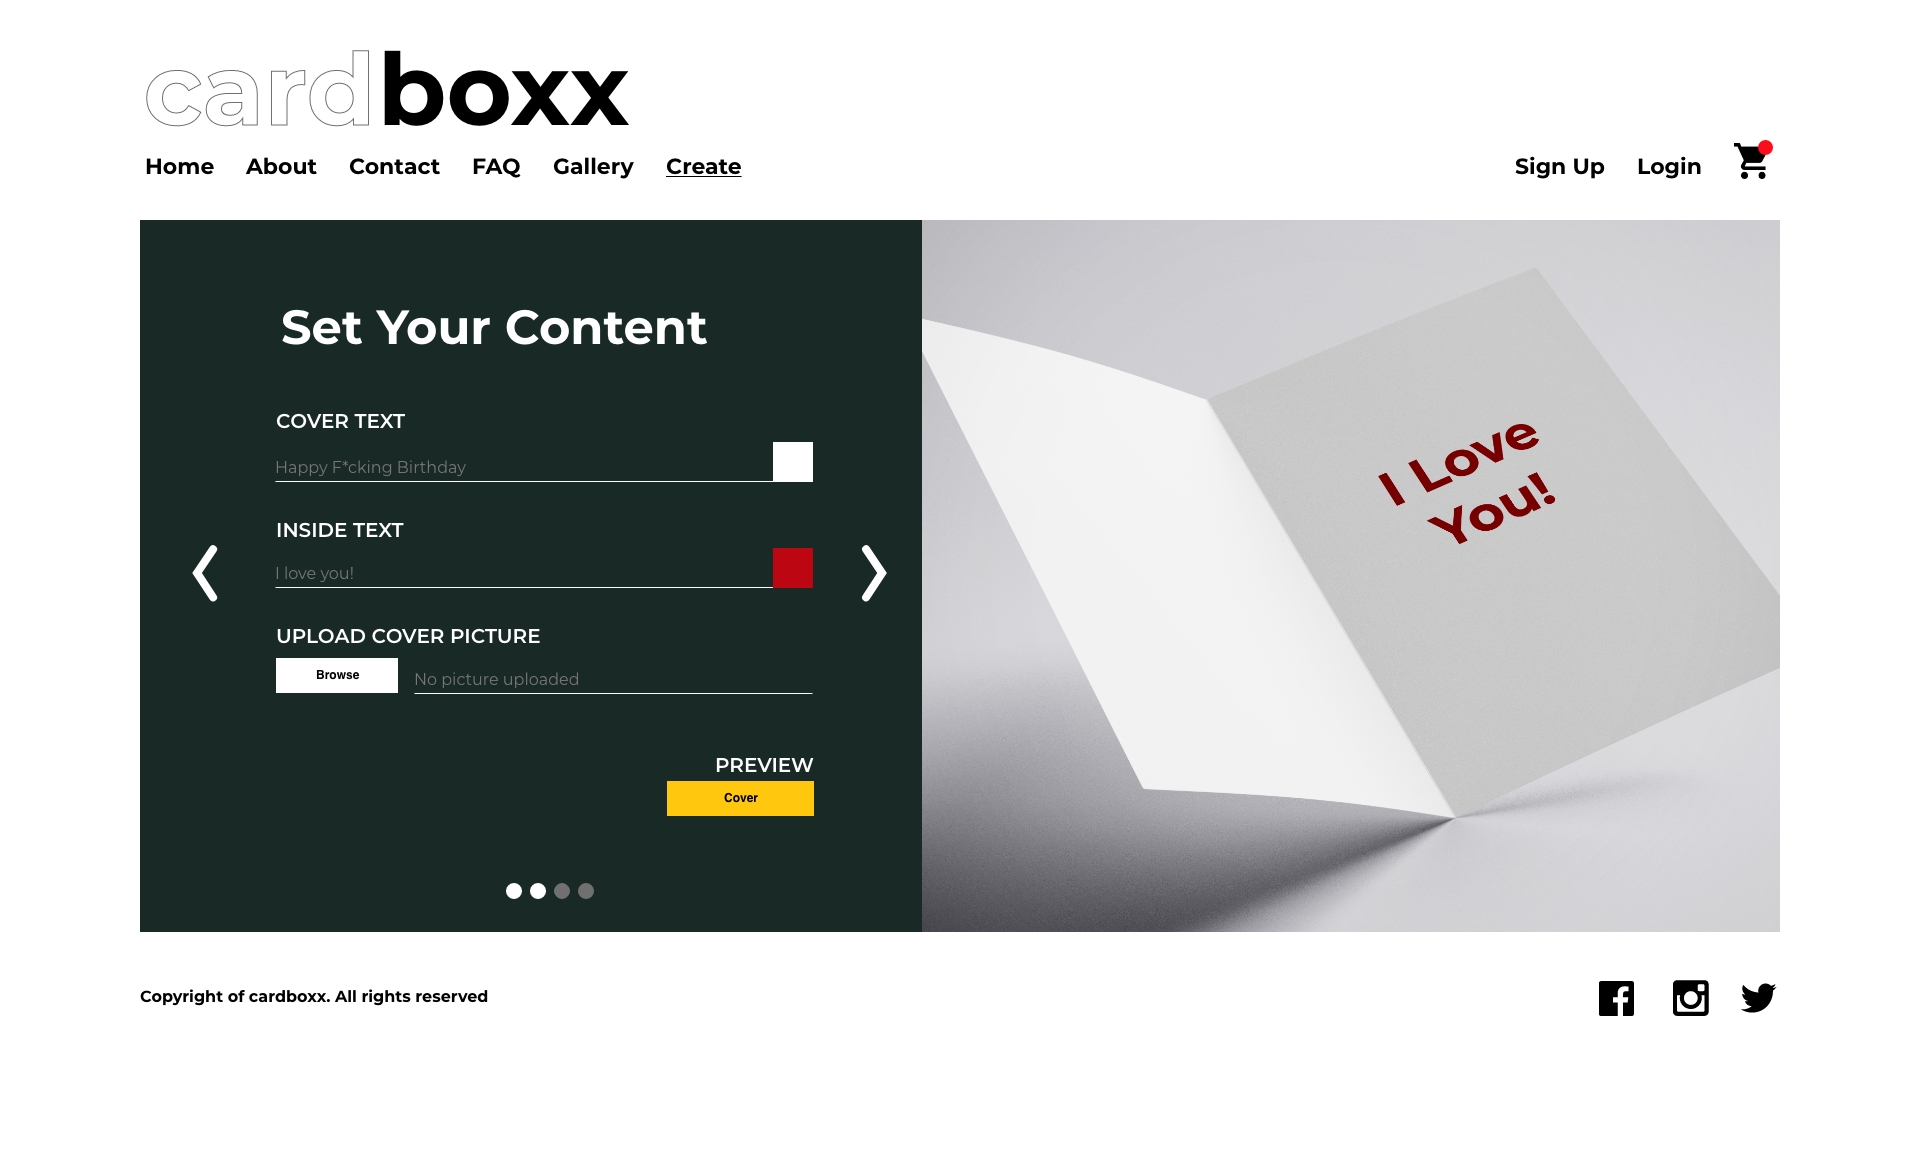 cardboxx
Home About Contact FAQ Gallery Create
Sign Up Login
Set Your Content
COVER TEXT
Happy F*cking Birthday
INSIDE TEXT
I love you!
UPLOAD COVER PICTURE
Browse
No picture uploaded
PREVIEW
Cover
I Love
You!
Copyright of cardboxx. All rights reserved